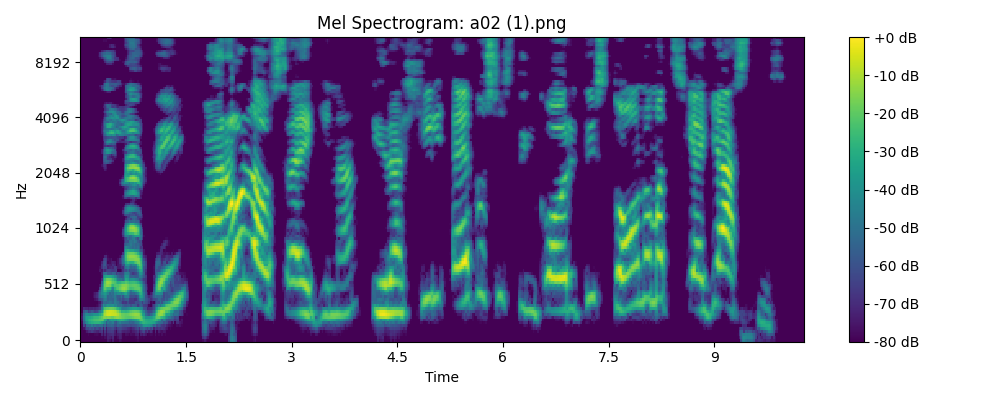 Mel Spectrogram: a02 (1).png
Hz
8192
4096
2048
1024
512
0
0 1.5 3 4.5 6 7.5 9
Time
+0 dB
-10 dB
-20 dB
-30 dB
-40 dB
-50 dB
-60 dB
-70 dB
-80 dB